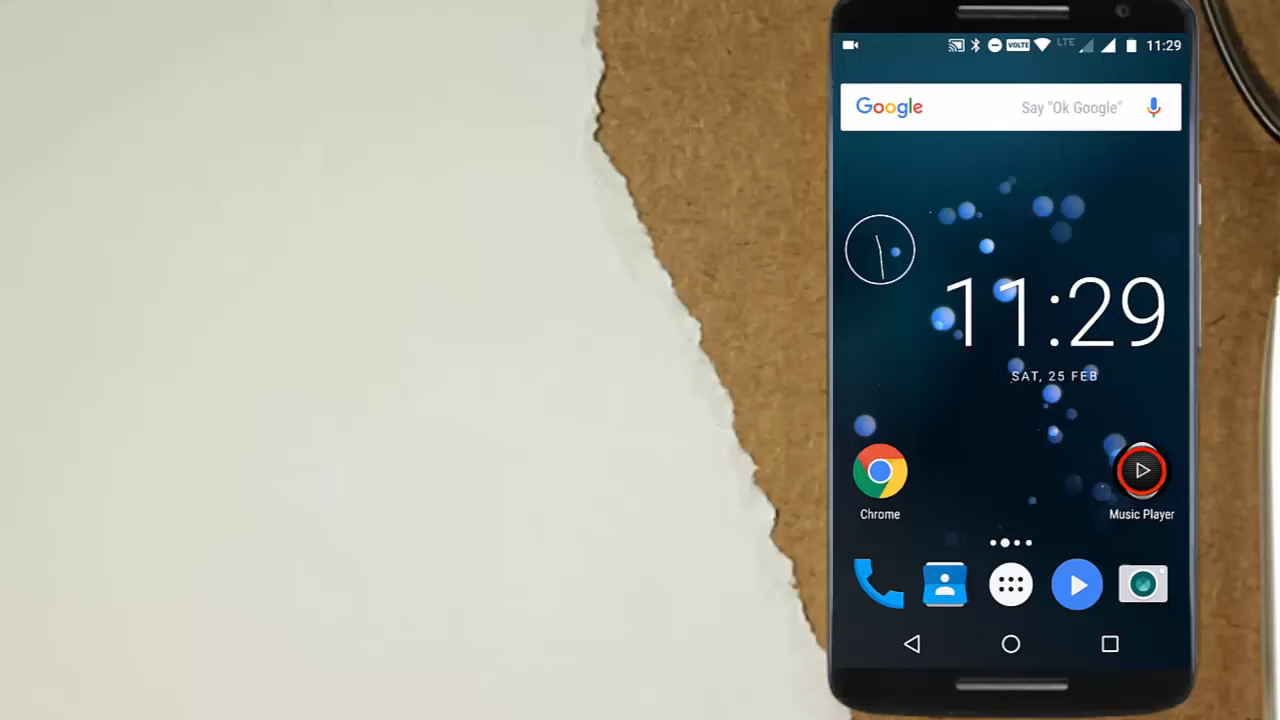 VOLTE LTE 11:29
Google Say "Ok Google"
11:29
SAT, 25 FEB
Chrome Music Player